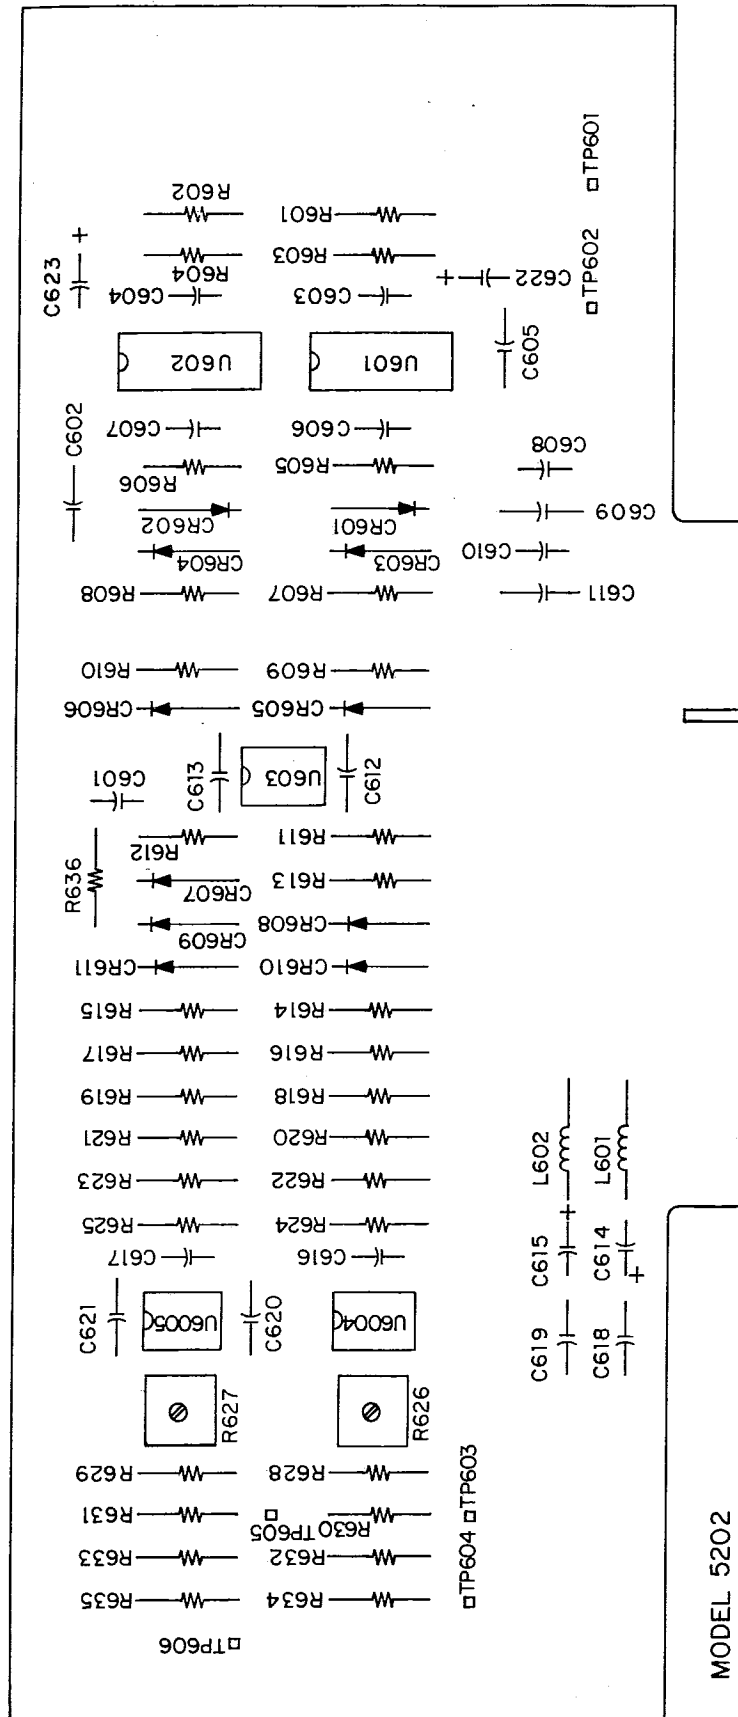 TP601
R602
R601
C623
+
R603
R604
TP602
C604
C603
+
C622
U602
U601
C605
C602
C607
C606
C608
R606
R605
CR602
CR601
C609
CR604
CR603
C610
R608
R607
C611
R610
R609
CR606
CR605
C601
C613
U603
C612
R612
R611
R636
CR607
R613
CR609
CR608
CR611
CR610
R615
R614
R617
R616
R619
R618
R621
R620
L602
L601
R623
R622
R625
R624
+
C617
C616
C615
C614
+
C621
U6005
C620
U6004
C619
C618
R627
R626
R629
R628
R631
TP605
R630
TP603
R633
R632
TP604
R635
R634
TP606
MODEL 5202